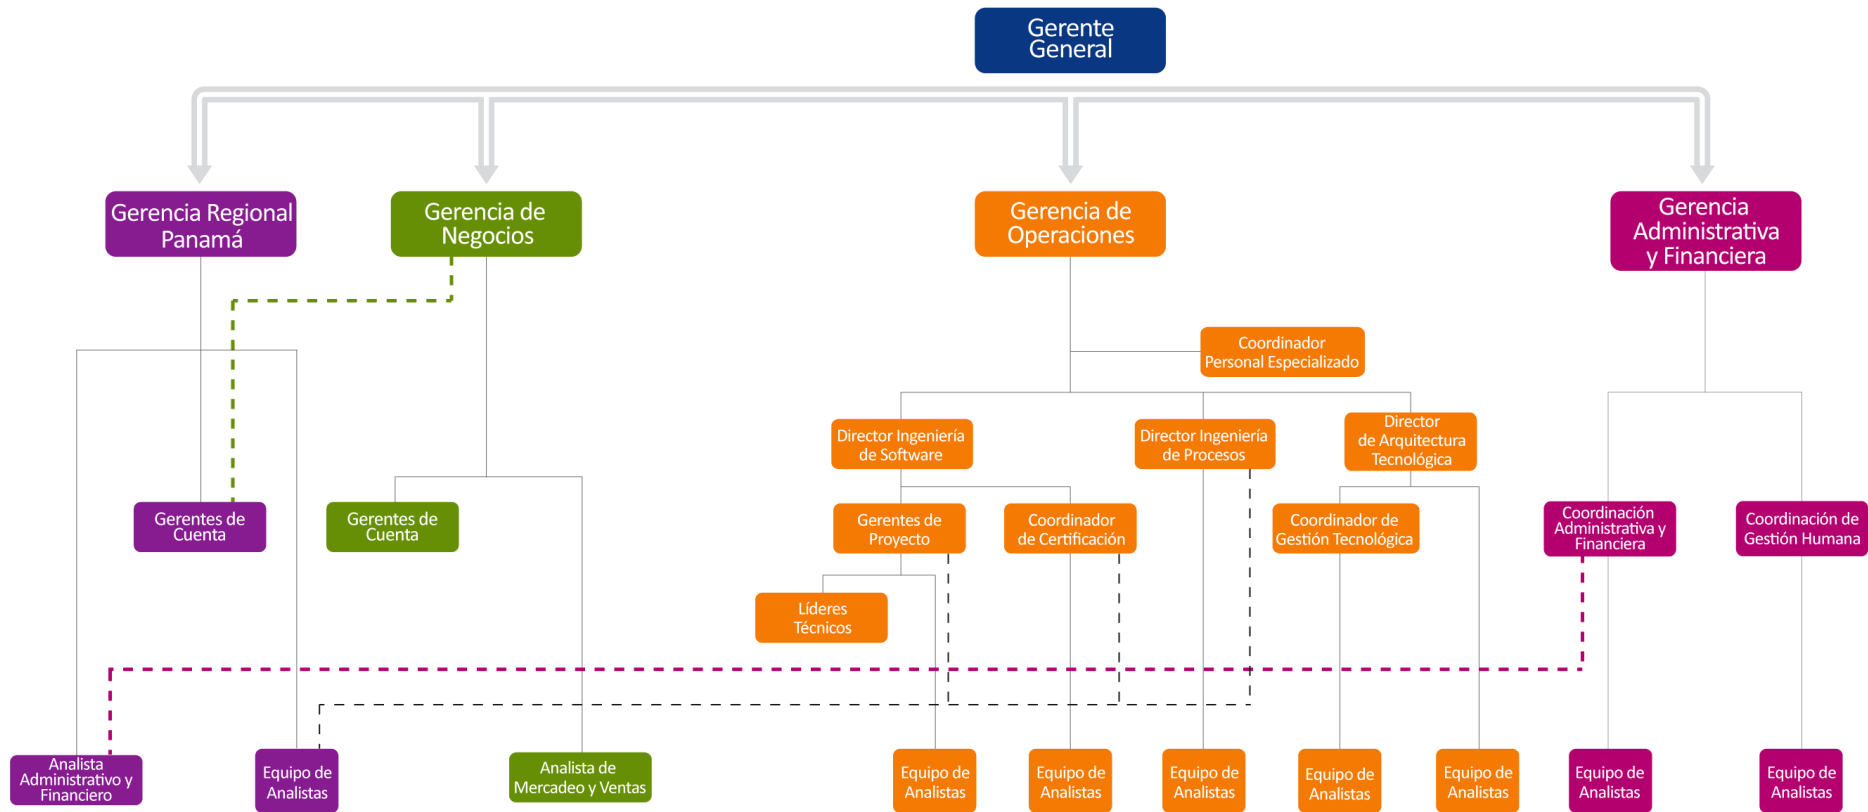 Gerente
General
Gerencia Regional
Panamá
Gerencia de
Negocios
Gerencia de
Operaciones
Gerencia
Administrativa
y Financiera
Coordinador
Personal Especializado
Director Ingeniería
de Software
Director Ingeniería
de Procesos
Director
de Arquitectura
Tecnológica
Gerentes de
Cuenta
Gerentes de
Cuenta
Gerentes de
Proyecto
Coordinador
de Certificación
Coordinador de
Gestión Tecnológica
Coordinación
Administrativa y
Financiera
Coordinación de
Gestión Humana
Líderes
Técnicos
Analista
Administrativo y
Financiero
Equipo de
Analistas
Analista de
Mercadeo y Ventas
Equipo de
Analistas
Equipo de
Analistas
Equipo de
Analistas
Equipo de
Analistas
Equipo de
Analistas
Equipo de
Analistas
Equipo de
Analistas